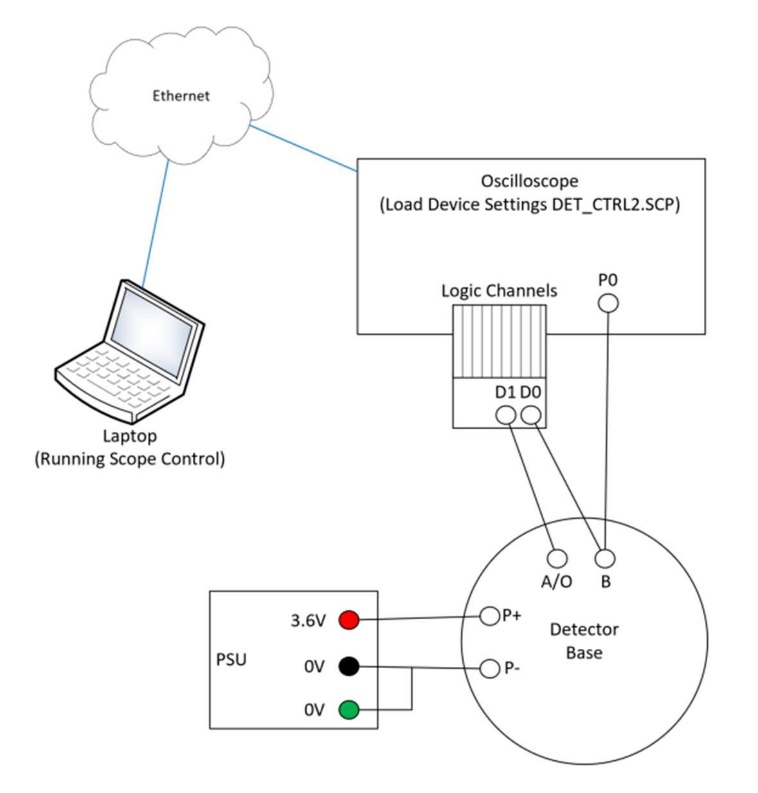 Ethernet
Oscilloscope
(Load Device Settings DET_CTRL2.SCP)
P0
Logic Channels
D1 D0
Laptop
(Running Scope Control)
A/O B
3.6V
P+
Detector
Base
PSU
0V
P-
0V